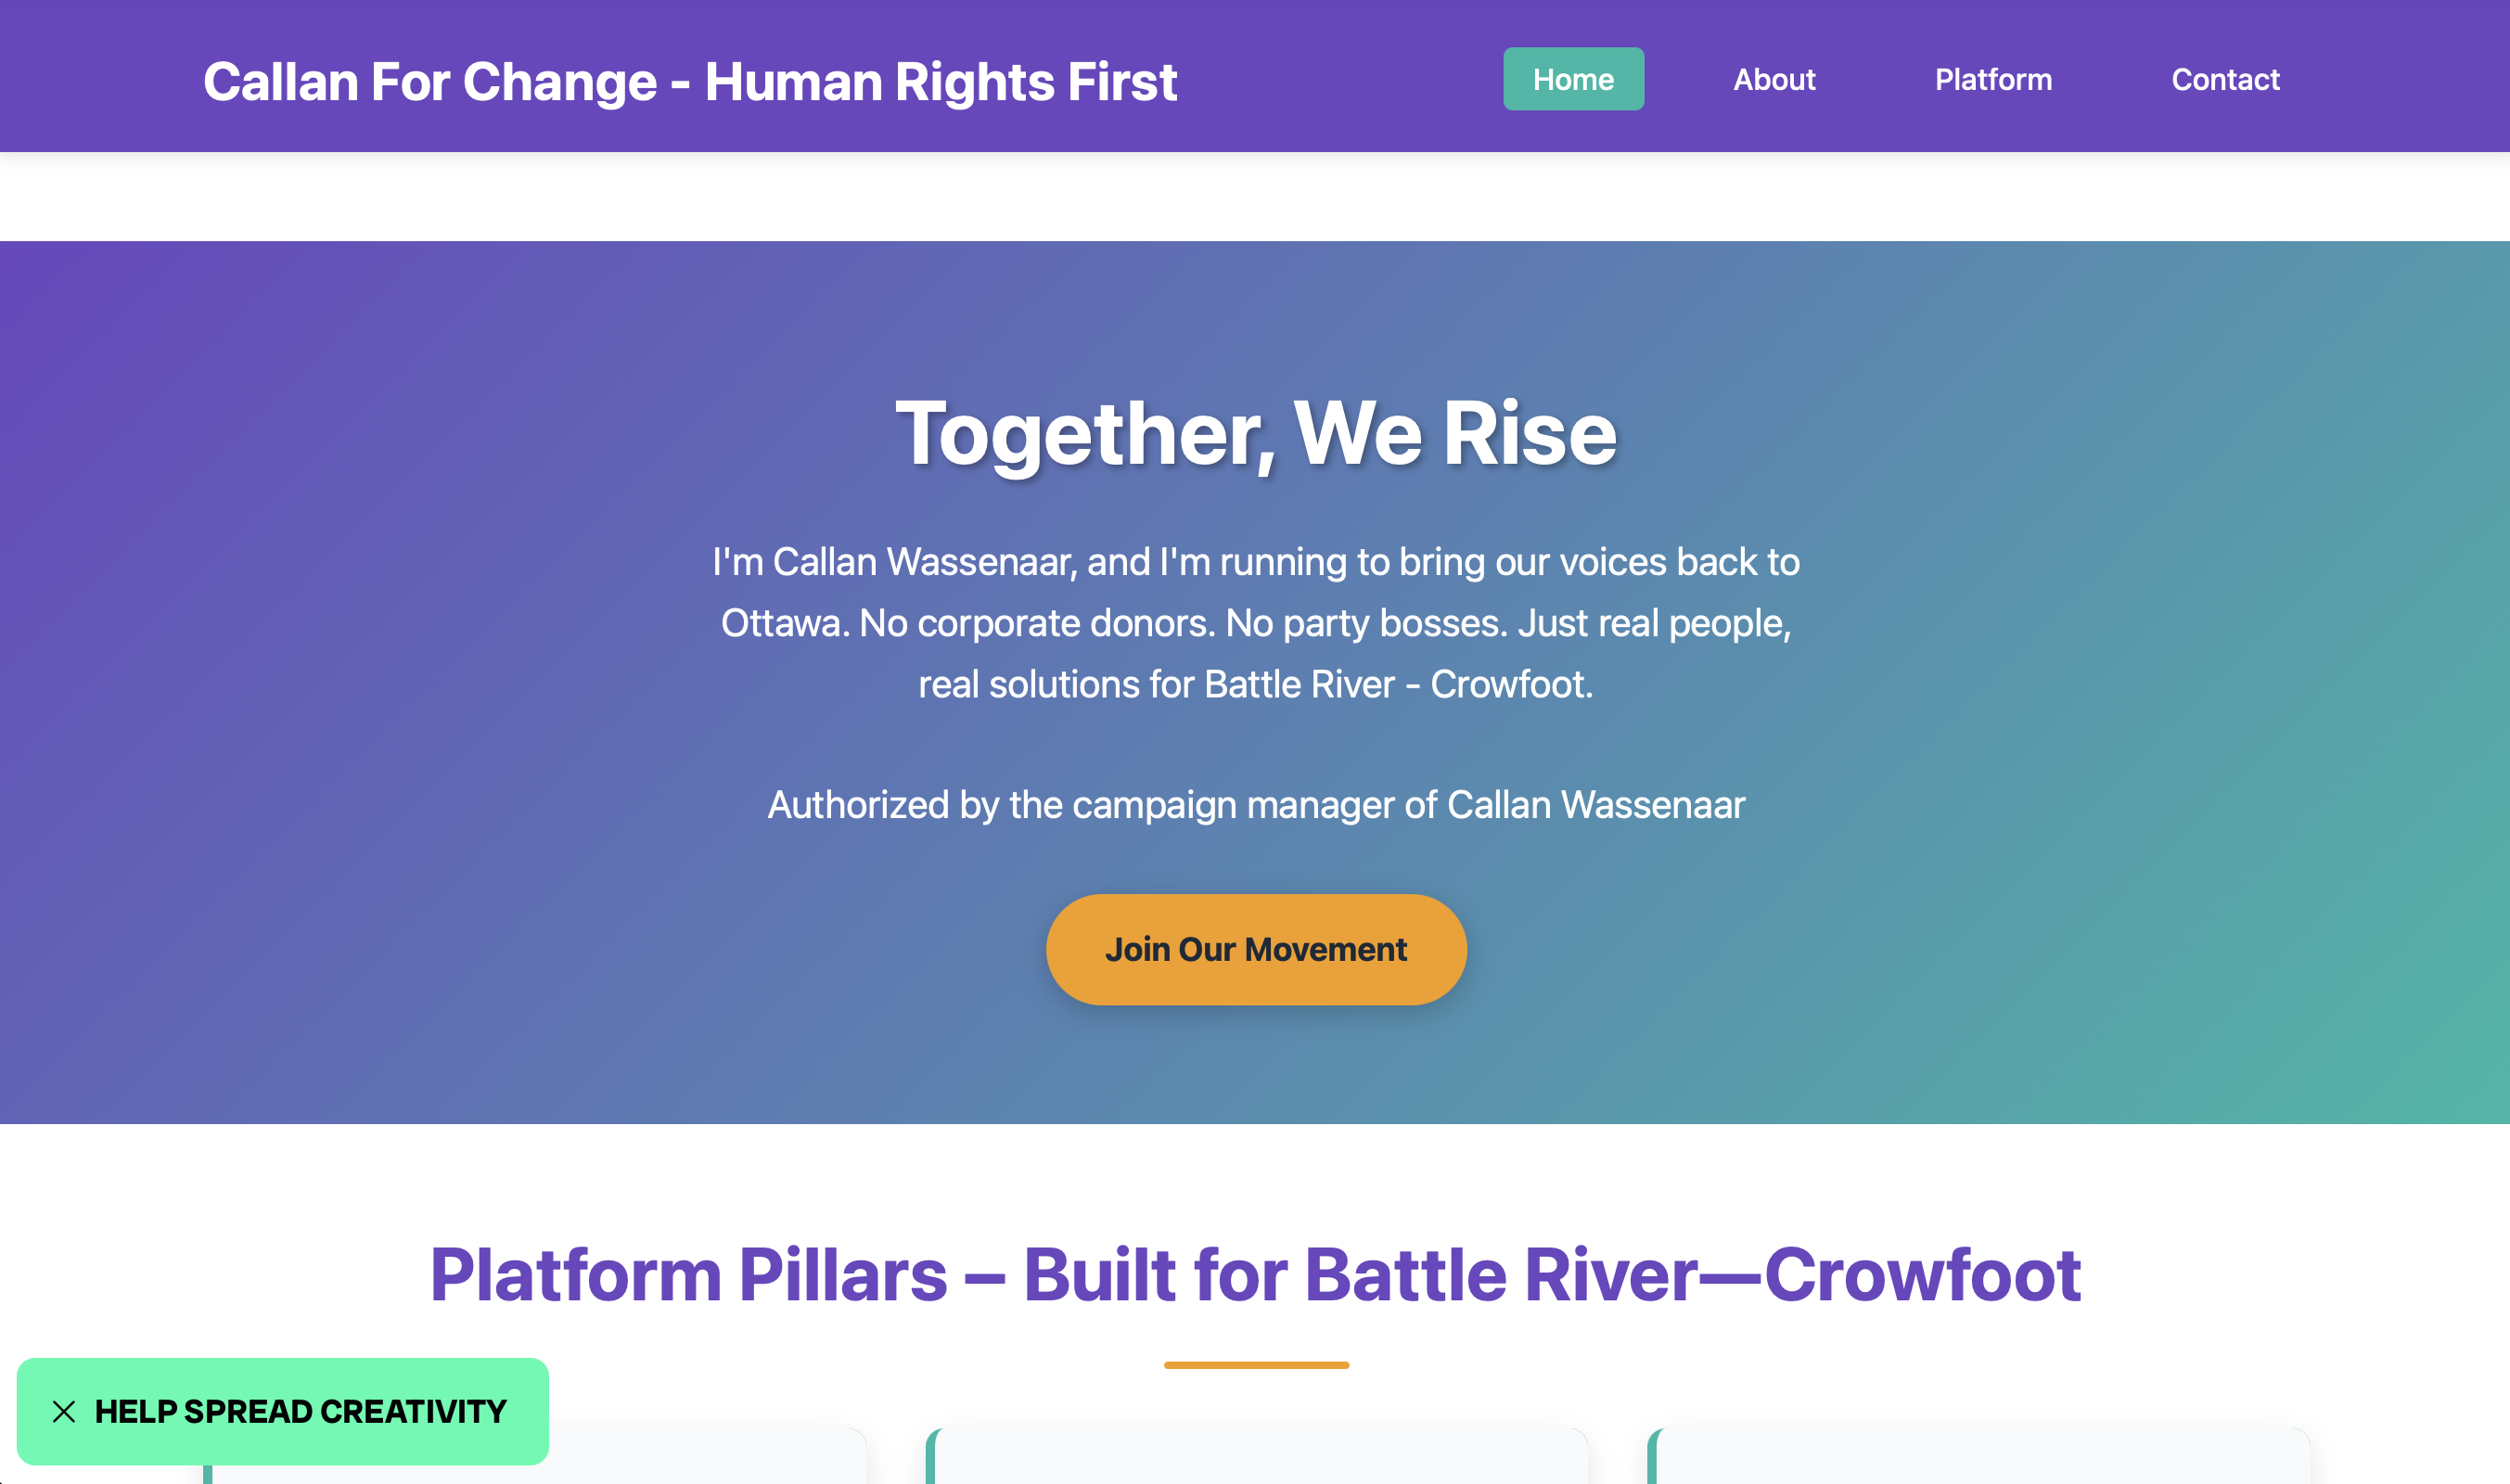 Callan For Change - Human Rights First
Home
About
Platform
Contact
Together, We Rise
I'm Callan Wassenaar, and I'm running to bring our voices back to
Ottawa. No corporate donors. No party bosses. Just real people,
real solutions for Battle River - Crowfoot.
Authorized by the campaign manager of Callan Wassenaar
Join Our Movement
Platform Pillars – Built for Battle River—Crowfoot
HELP SPREAD CREATIVITY